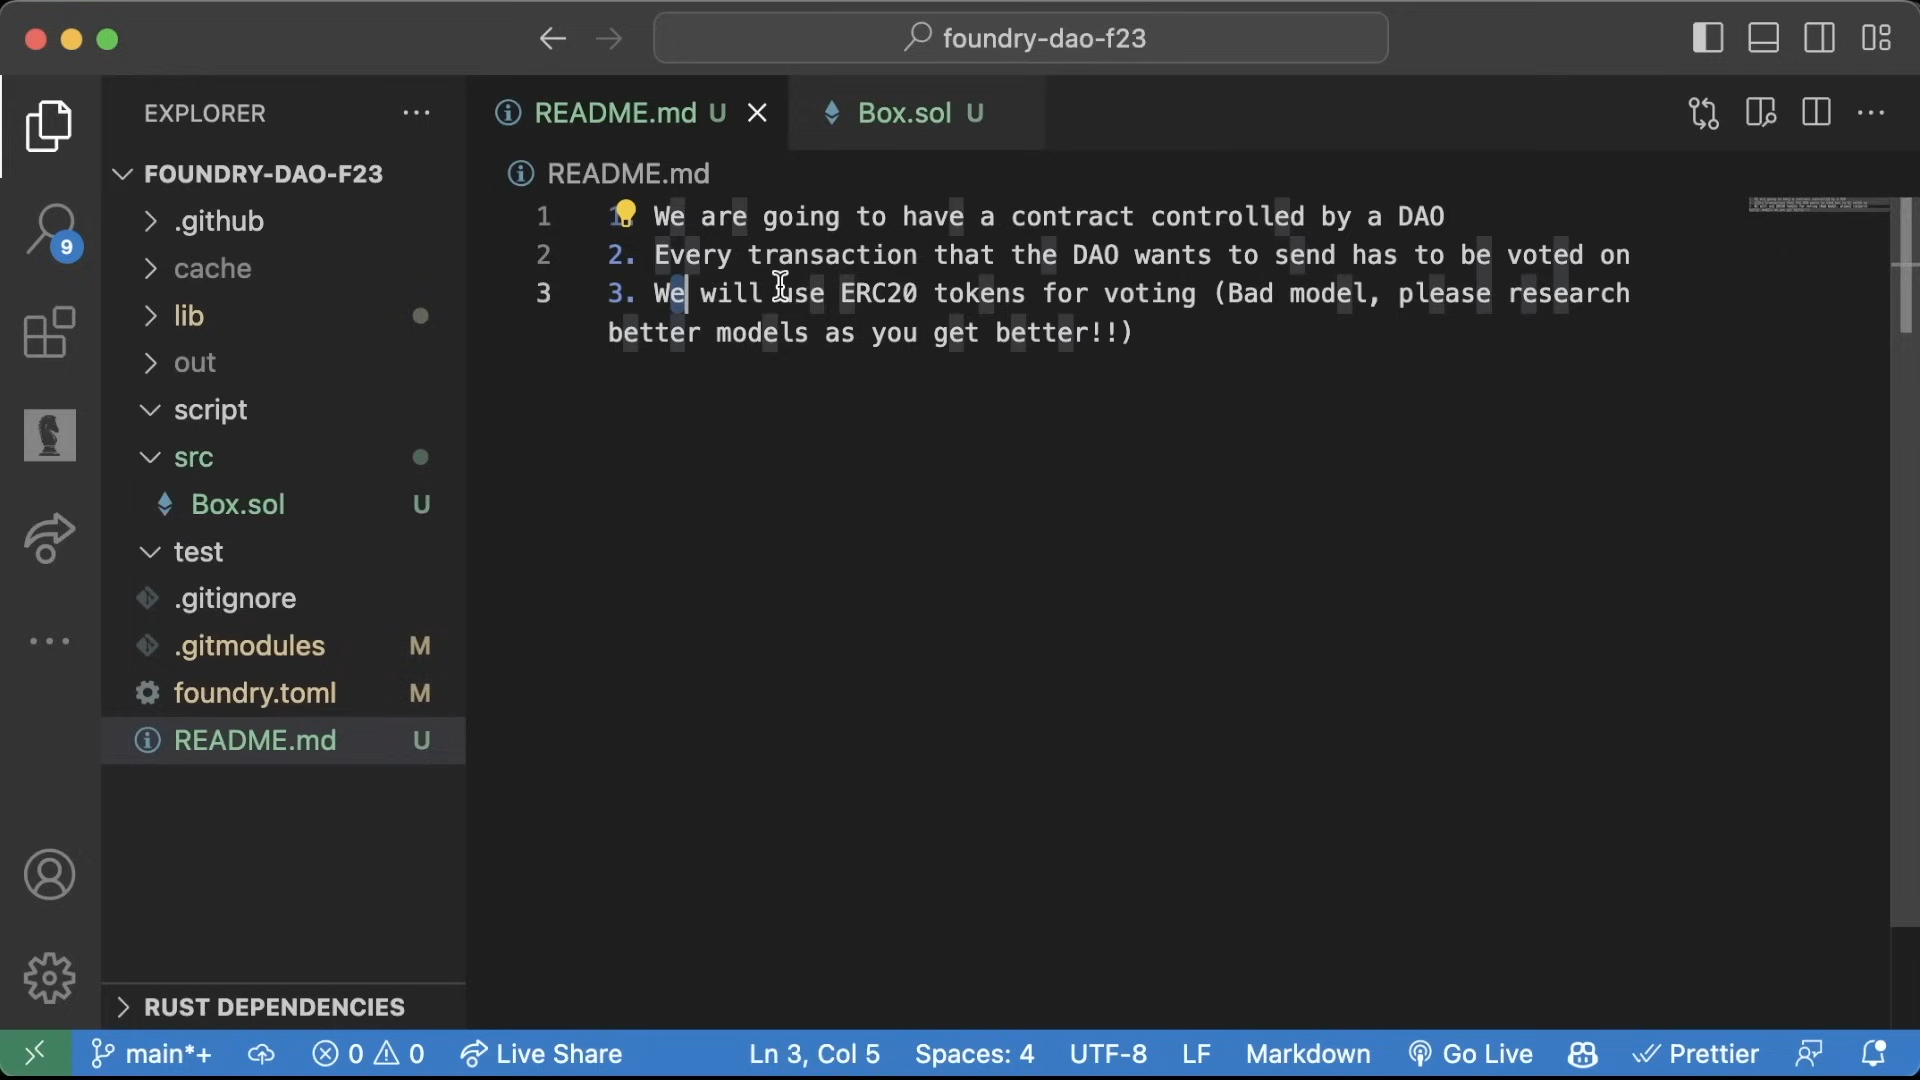 foundry-dao-f23
EXPLORER
README.md U
Box.sol U
FOUNDRY-DAO-F23
README.md
.github
cache
lib
out
script
src
Box.sol U
test
.gitignore
.gitmodules M
foundry.toml M
README.md U
1 1. We are going to have a contract controlled by a DAO
2 2. Every transaction that the DAO wants to send has to be voted on
3 3. We will use ERC20 tokens for voting (Bad model, please research
better models as you get better!!)
9
RUST DEPENDENCIES
main*+
0
0
Live Share
Ln 3, Col 5
Spaces: 4
UTF-8
LF
Markdown
Go Live
Prettier